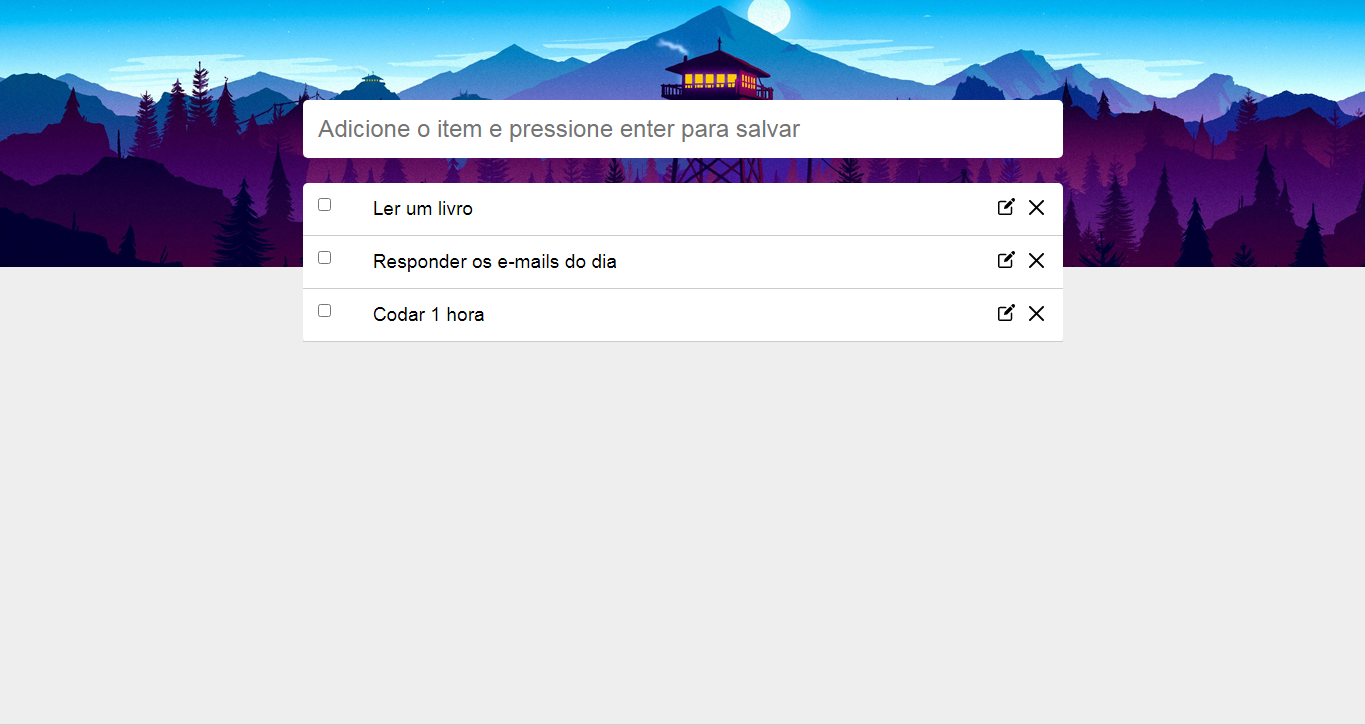 Adicione o item e pressione enter para salvar
Ler um livro
Responder os e-mails do dia
Codar 1 hora